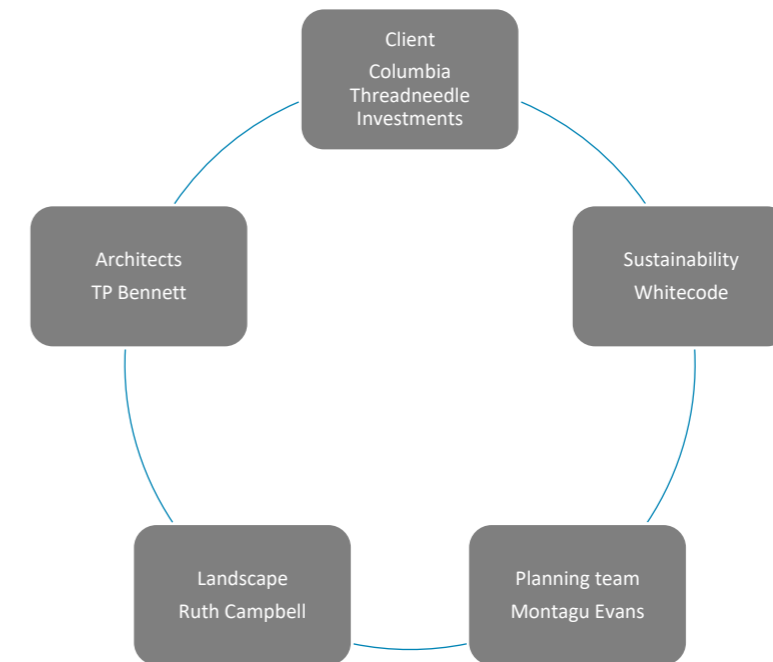 Client
Columbia
Threadneedle
Investments
Architects
TP Bennett
Sustainability
Whitecode
Landscape
Ruth Campbell
Planning team
Montagu Evans